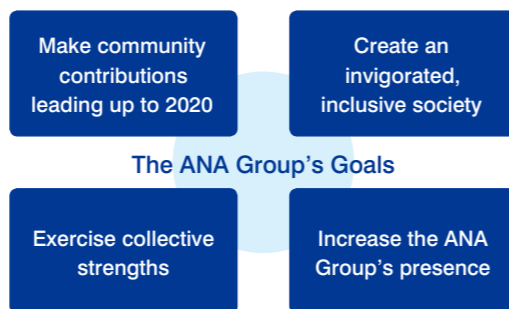 Make community
contributions
leading up to 2020
Create an
invigorated,
inclusive society
The ANA Group's Goals
Exercise collective
strengths
Increase the ANA
Group's presence